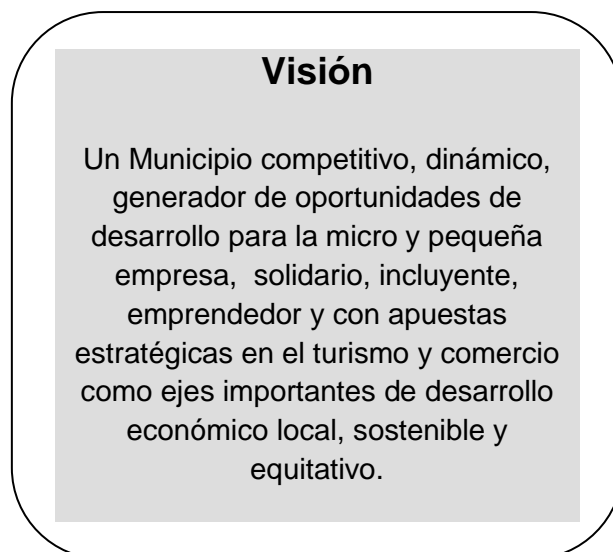 Visión
Un Municipio competitivo, dinámico,
generador de oportunidades de
desarrollo para la micro y pequeña
empresa,  solidario, incluyente,
emprendedor y con apuestas
estratégicas en el turismo y comercio
como ejes importantes de desarrollo
económico local, sostenible y
equitativo.